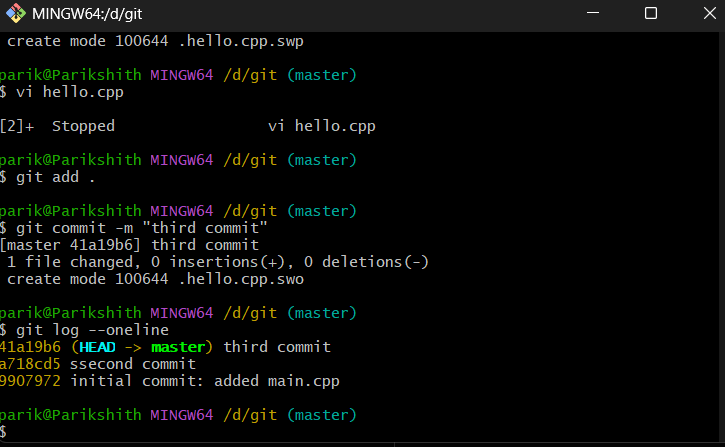 MINGW64:/d/git
create mode 100644 .hello.cpp.swp
parik@Parikshith MINGW64 /d/git (master)
$ vi hello.cpp
[2]+  Stopped                 vi hello.cpp
parik@Parikshith MINGW64 /d/git (master)
$ git add .
parik@Parikshith MINGW64 /d/git (master)
$ git commit -m "third commit"
[master 41a19b6] third commit
1 file changed, 0 insertions(+), 0 deletions(-)
create mode 100644 .hello.cpp.swo
parik@Parikshith MINGW64 /d/git (master)
$ git log --oneline
41a19b6 (HEAD -> master) third commit
a718cd5 ssecond commit
9907972 initial commit: added main.cpp
parik@Parikshith MINGW64 /d/git (master)
$